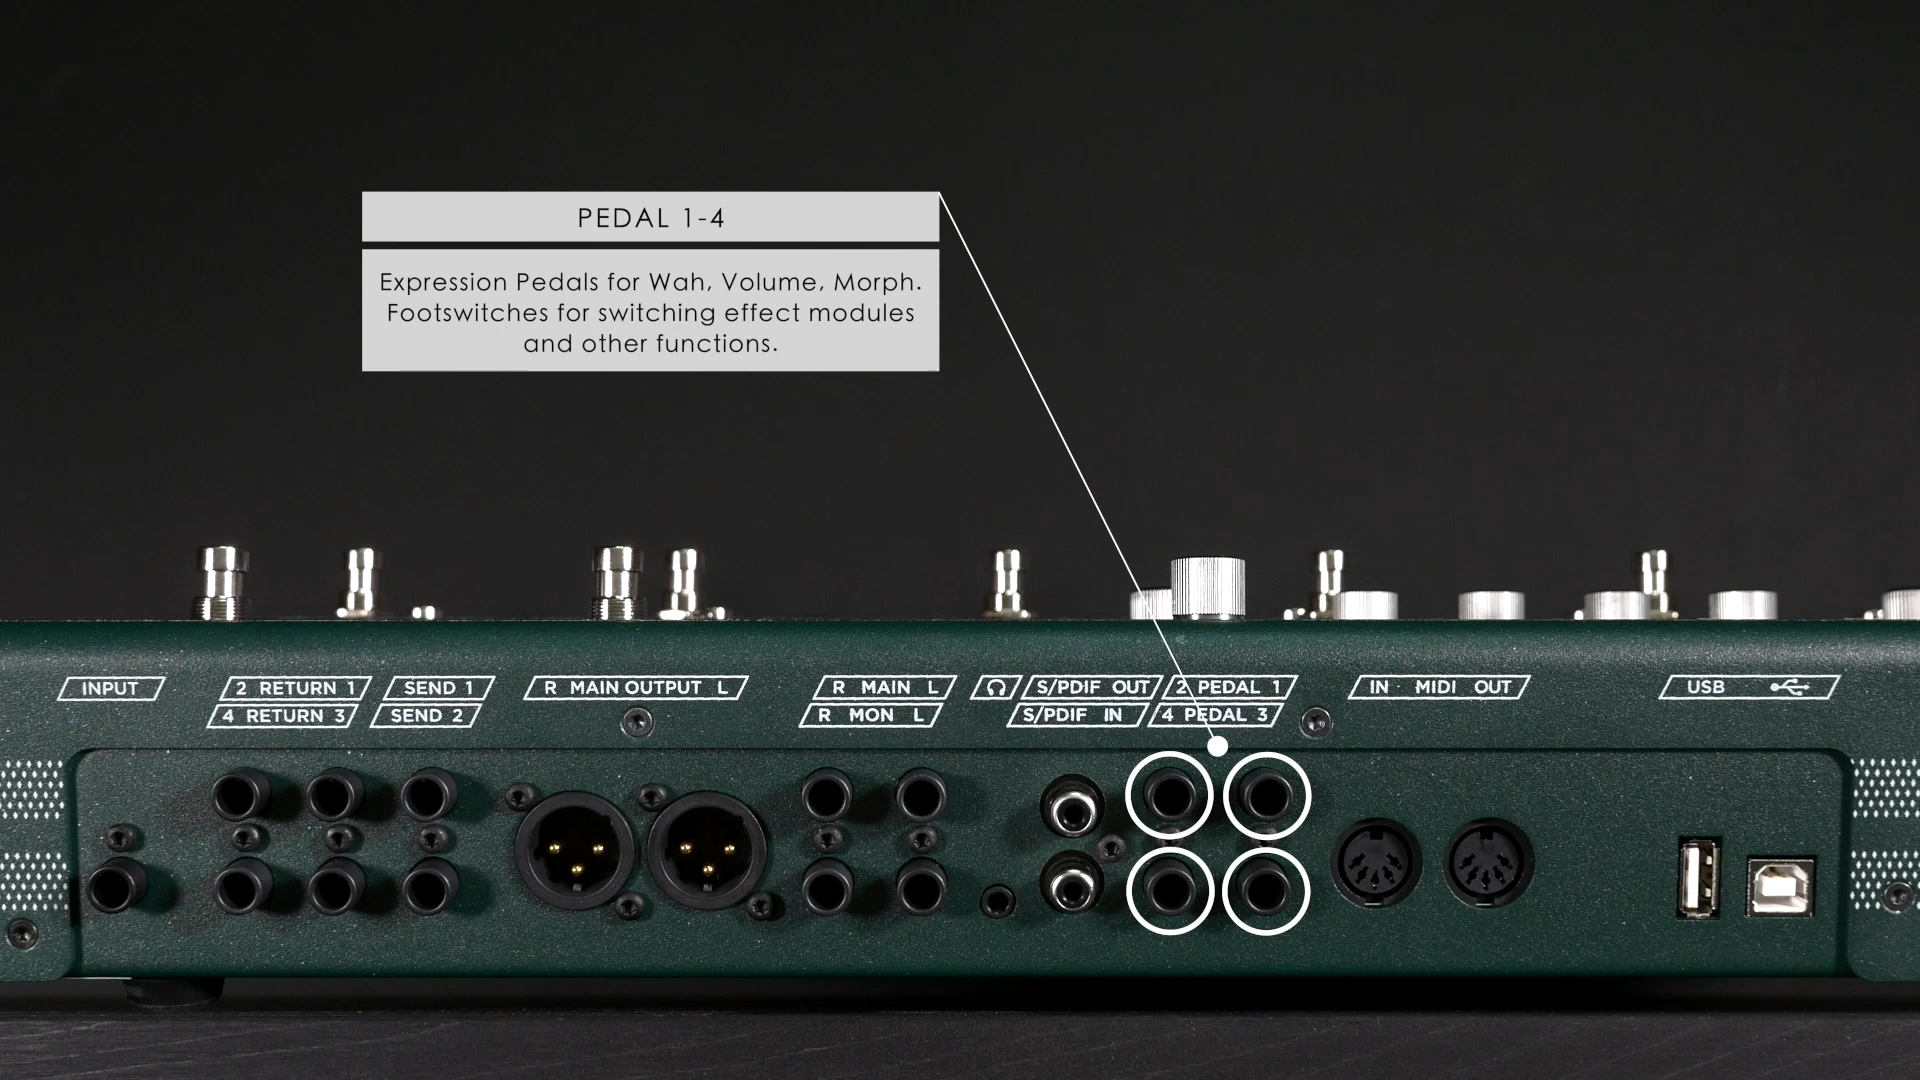 PEDAL 1-4
Expression Pedals for Wah, Volume, Morph.
Footswitches for switching effect modules
and other functions.
INPUT
2 RETURN 1
4 RETURN 3
SEND 1
SEND 2
R MAIN OUTPUT L
R MAIN L
R MON L
S/PDIF OUT
S/PDIF IN
2 PEDAL 1
4 PEDAL 3
IN · MIDI OUT
USB